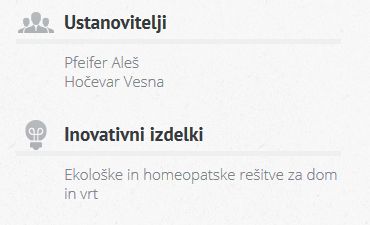 Ustanovitelji
Pfeifer Aleš
Hočevar Vesna
Inovativni izdelki
Ekološke in homeopatske rešitve za dom
in vrt